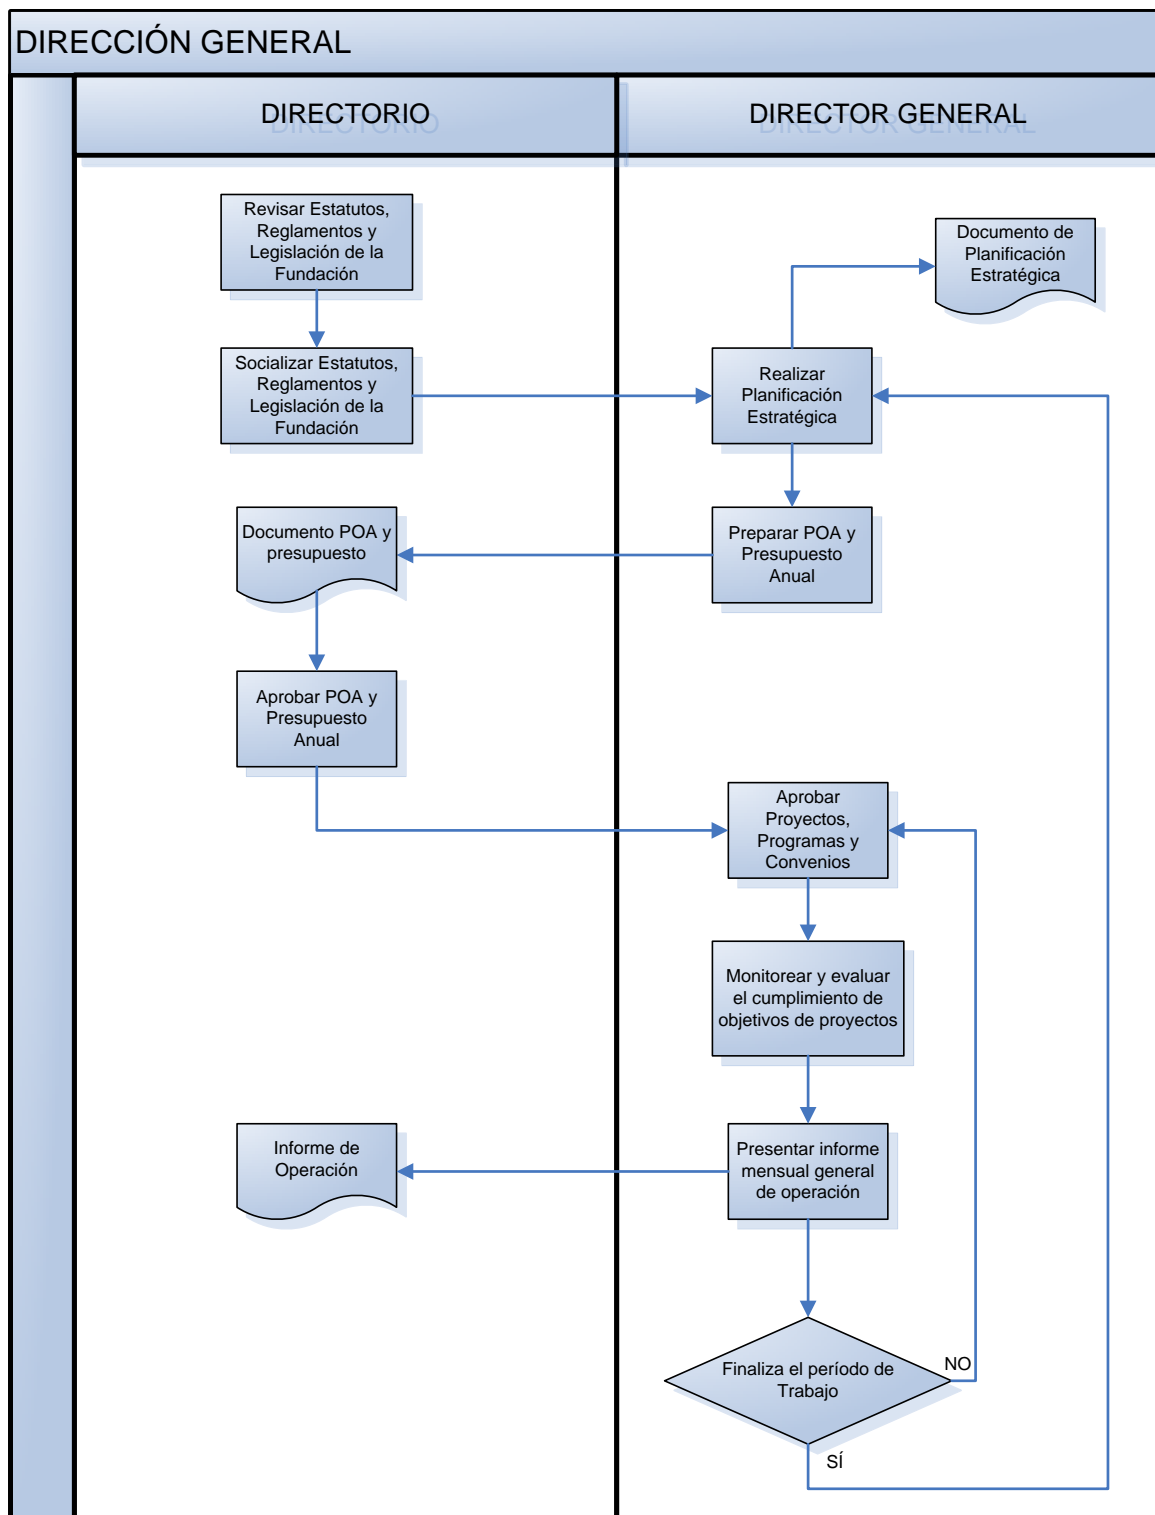 DIRECCIÓN GENERAL
DIRECTORIO
DIRECTOR GENERAL
Revisar Estatutos,
Reglamentos y
Legislación de la
Fundación
Documento de
Planificación
Estratégica
Socializar Estatutos,
Reglamentos y
Legislación de la
Fundación
Realizar
Planificación
Estratégica
Documento POA y
presupuesto
Preparar POA y
Presupuesto
Anual
Aprobar POA y
Presupuesto
Anual
Aprobar
Proyectos,
Programas y
Convenios
Monitorear y evaluar
el cumplimiento de
objetivos de proyectos
Informe de
Operación
Presentar informe
mensual general
de operación
Finaliza el período de
Trabajo
NO
SÍ